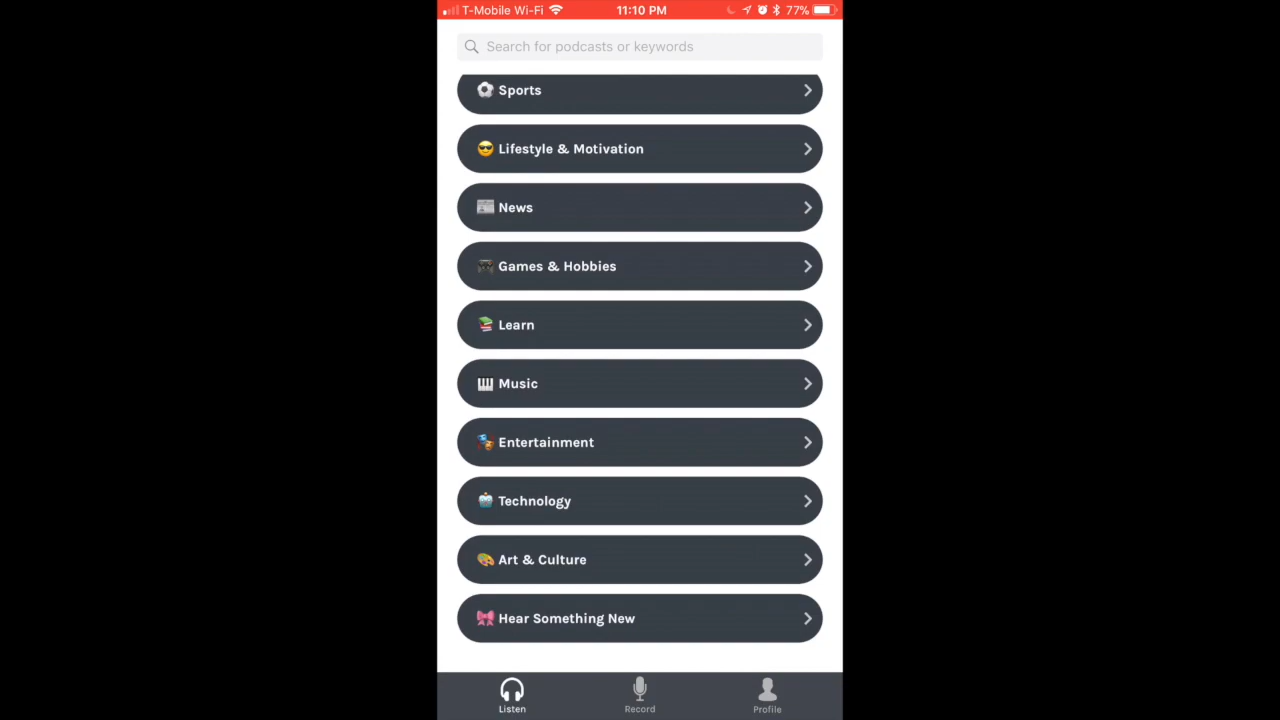 T-Mobile Wi-Fi 11:10 PM 77%
Search for podcasts or keywords
Sports
Lifestyle & Motivation
News
Games & Hobbies
Learn
Music
Entertainment
Technology
Art & Culture
Hear Something New
Listen Record Profile